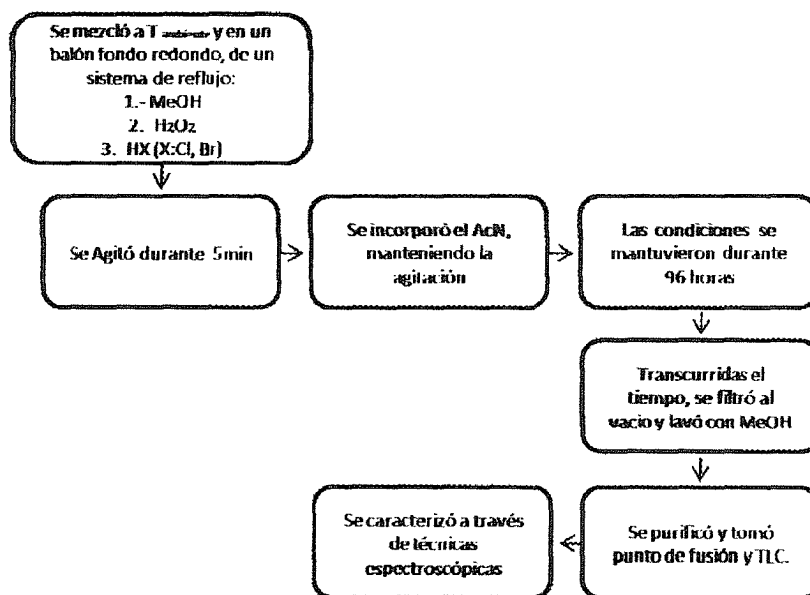 Se mezcló a T ambiente y en un
balón fondo redondo, de un
sistema de reflujo:
1.- MeOH
2. H2O2
3. HX (X:Cl, Br)
Se Agitó durante 5min
Se incorporó el AcN,
manteniendo la
agitación
Las condiciones se
mantuvieron durante
96 horas
Transcurridas el
tiempo, se filtró al
vacio y lavó con MeOH
Se purificó y tomó
punto de fusión y TLC.
Se caracterizó a través
de técnicas
espectroscópicas